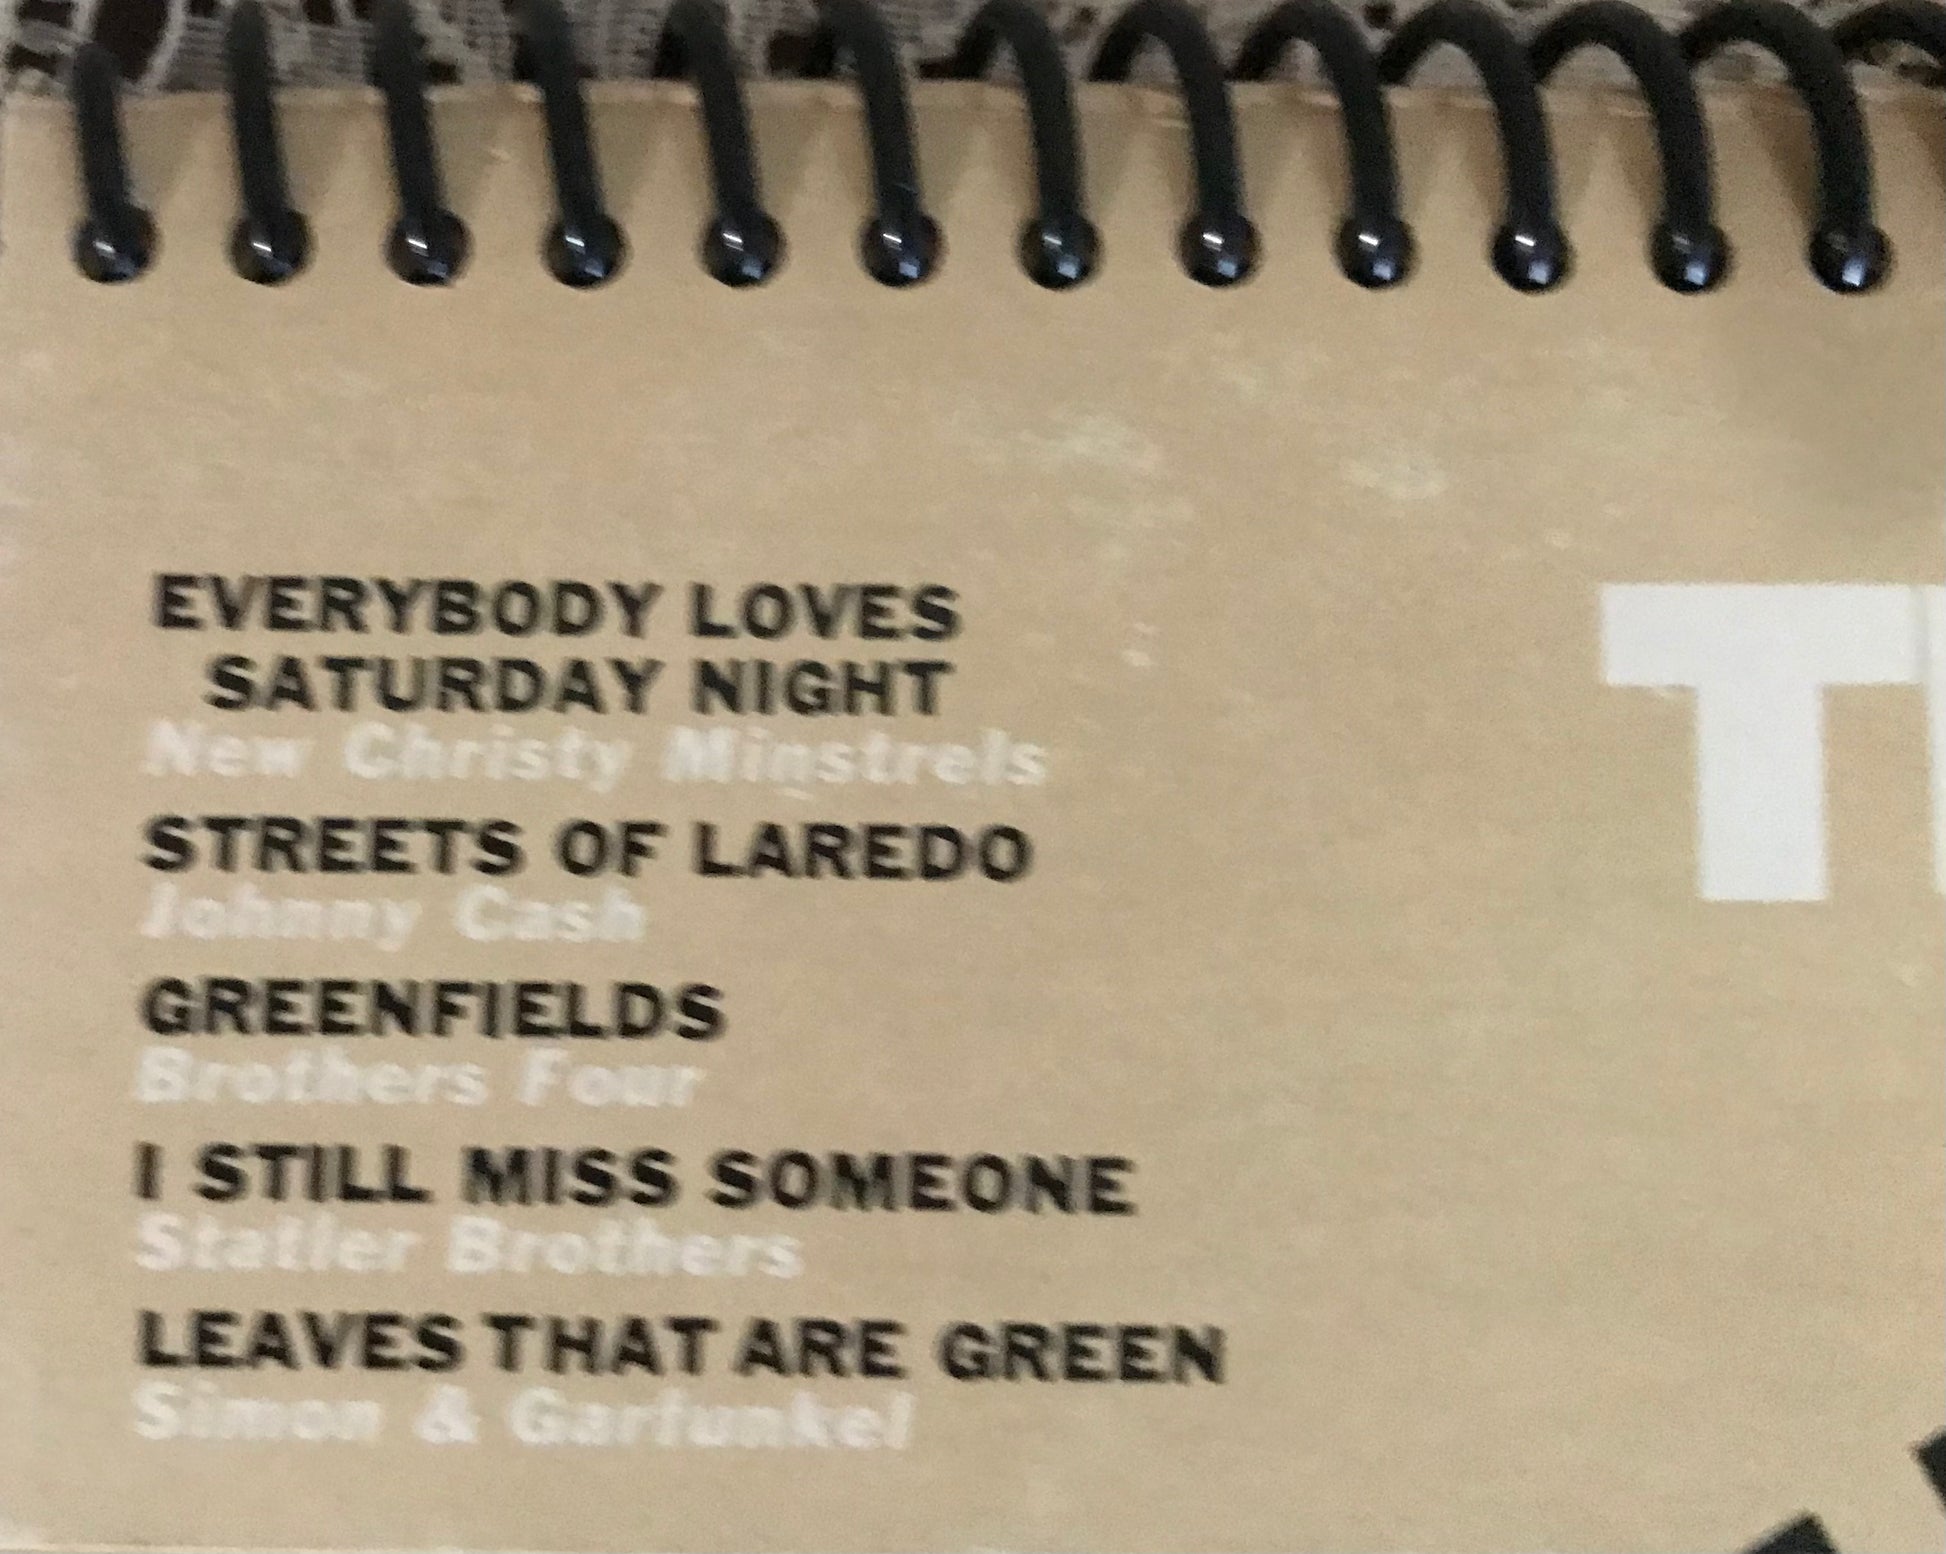 EVERYBODY LOVES
SATURDAY NIGHT
New Christy Minstrels
STREETS OF LAREDO
Johnny Cash
GREENFIELDS
Brothers Four
I STILL MISS SOMEONE
Statler Brothers
LEAVES THAT ARE GREEN
Simon & Garfunkel